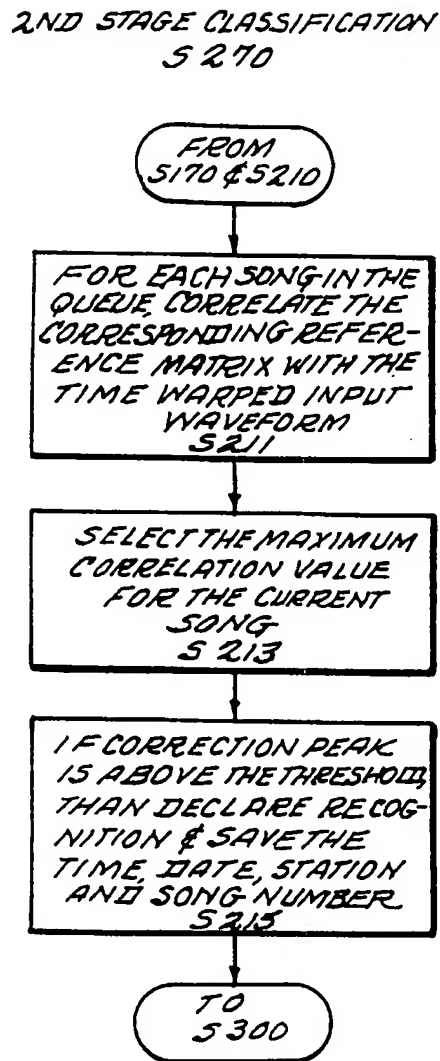 2ND STAGE CLASSIFICATION
S 270
FROM
S170 & S210
FOR EACH SONG IN THE
QUEUE, CORRELATE THE
CORRESPONDING REFER-
ENCE MATRIX WITH THE
TIME WARPED INPUT
WAVEFORM
S211
SELECT THE MAXIMUM
CORRELATION VALUE
FOR THE CURRENT
SONG
S 213
IF CORRECTION PEAK
IS ABOVE THE THRESHOLD,
THAN DECLARE RECOG-
NITION & SAVE THE
TIME, DATE, STATION
AND SONG NUMBER
S215
TO
S300